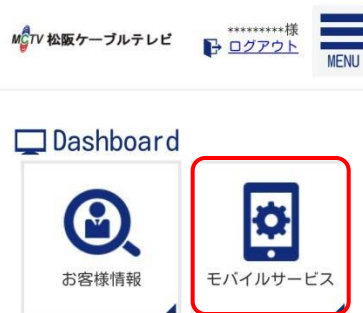 MCTV 松阪ケーブルテレビ
*********様
ログアウト
MENU
Dashboard
お客様情報
モバイルサービス